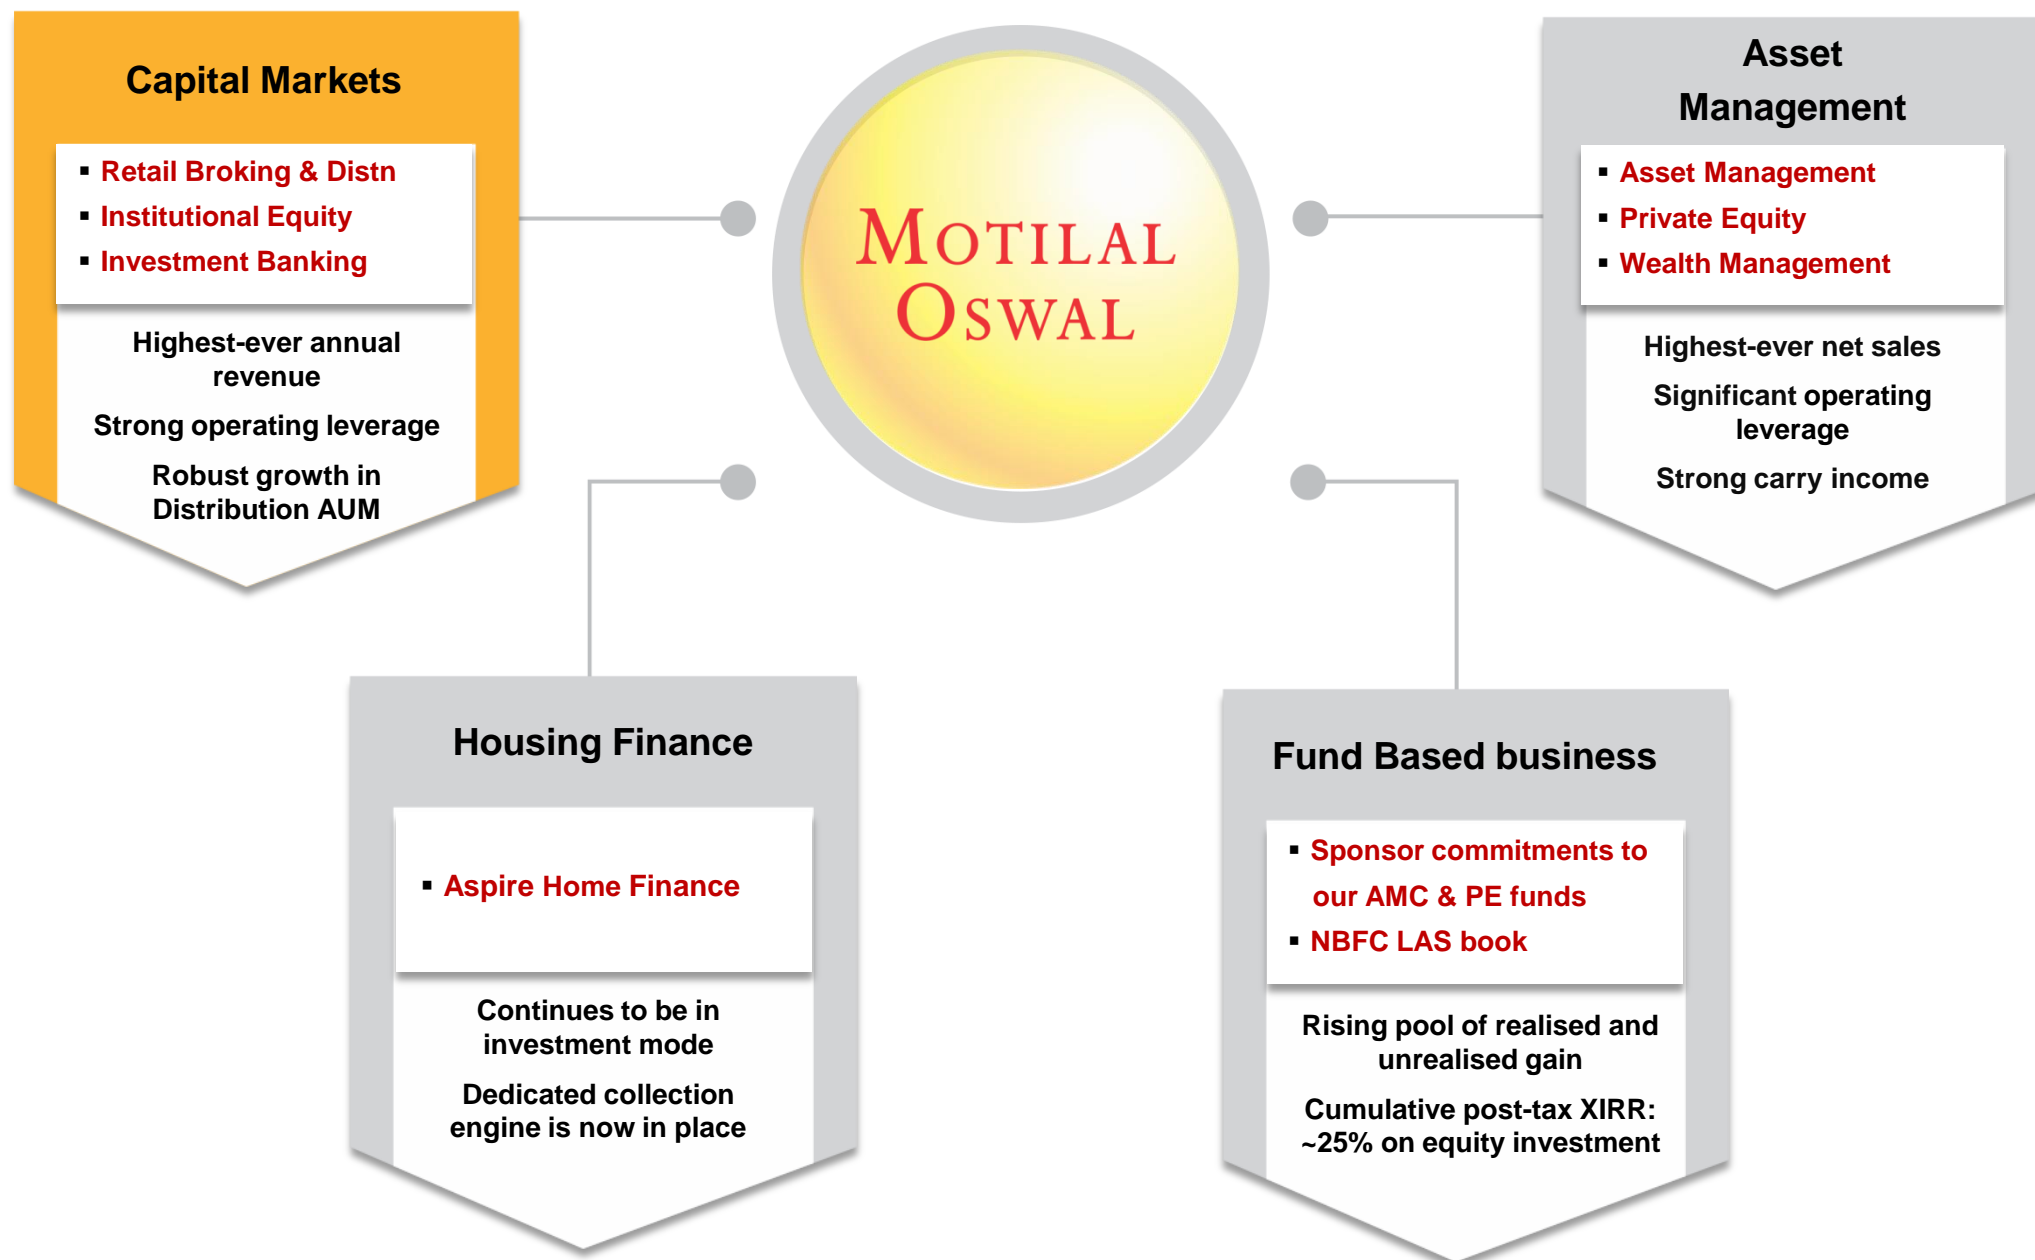 Capital Markets
▪ Retail Broking & Distn
▪ Institutional Equity
▪ Investment Banking
Highest-ever annual
revenue
Strong operating leverage
Robust growth in
Distribution AUM
MOTILAL
OSWAL
Asset
Management
▪ Asset Management
▪ Private Equity
▪ Wealth Management
Highest-ever net sales
Significant operating
leverage
Strong carry income
Housing Finance
▪ Aspire Home Finance
Continues to be in
investment mode
Dedicated collection
engine is now in place
Fund Based business
▪ Sponsor commitments to
our AMC & PE funds
▪ NBFC LAS book
Rising pool of realised and
unrealised gain
Cumulative post-tax XIRR:
~25% on equity investment